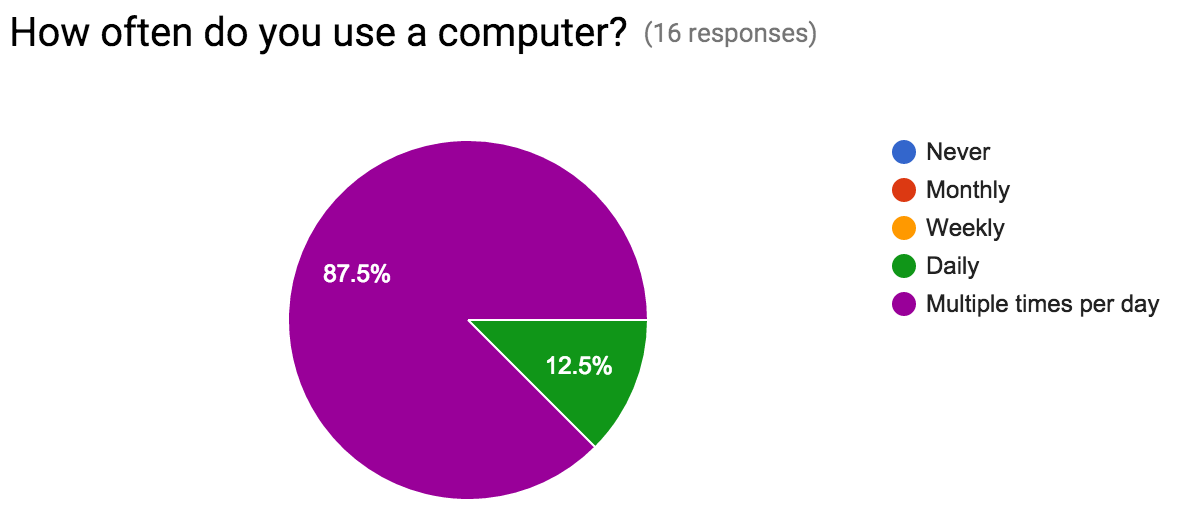 How often do you use a computer? (16 responses)
Never
Monthly
Weekly
Daily
Multiple times per day
87.5%
12.5%